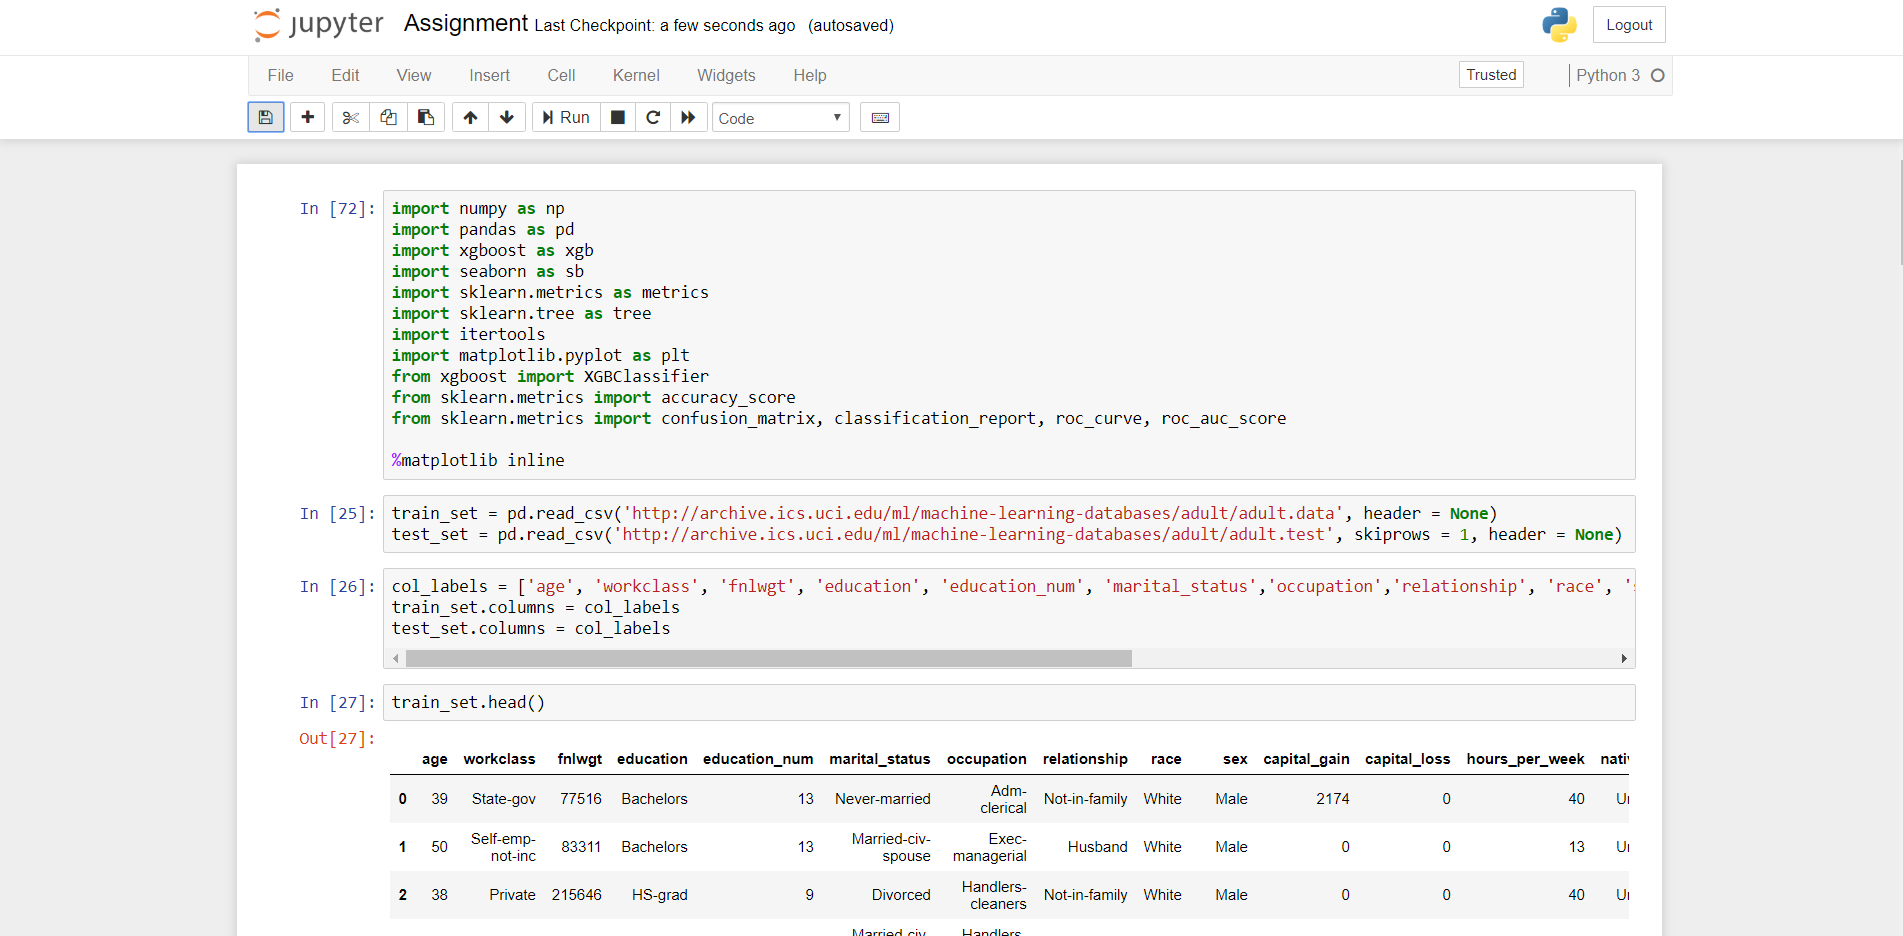 jupyter Assignment Last Checkpoint: a few seconds ago (autosaved) Logout
File Edit View Insert Cell Kernel Widgets Help Trusted Python 3
Run Code
In [72]: import numpy as np
import pandas as pd
import xgboost as xgb
import seaborn as sb
import sklearn.metrics as metrics
import sklearn.tree as tree
import itertools
import matplotlib.pyplot as plt
from xgboost import XGBClassifier
from sklearn.metrics import accuracy_score
from sklearn.metrics import confusion_matrix, classification_report, roc_curve, roc_auc_score
%matplotlib inline
In [25]: train_set = pd.read_csv('http://archive.ics.uci.edu/ml/machine-learning-databases/adult/adult.data', header = None)
test_set = pd.read_csv('http://archive.ics.uci.edu/ml/machine-learning-databases/adult/adult.test', skiprows = 1, header = None)
In [26]: col_labels = ['age', 'workclass', 'fnlwgt', 'education', 'education_num', 'marital_status','occupation','relationship', 'race', '
train_set.columns = col_labels
test_set.columns = col_labels
In [27]: train_set.head()
Out[27]:
age workclass fnlwgt education education_num marital_status occupation relationship race sex capital_gain capital_loss hours_per_week
0 39 State-gov 77516 Bachelors 13 Never-married Adm-clerical Not-in-family White Male 2174 0 40
1 50 Self-emp-not-inc 83311 Bachelors 13 Married-civ-spouse Exec-managerial Husband White Male 0 0 13
2 38 Private 215646 HS-grad 9 Divorced Handlers-cleaners Not-in-family White Male 0 0 40
Married-civ- Handlers-